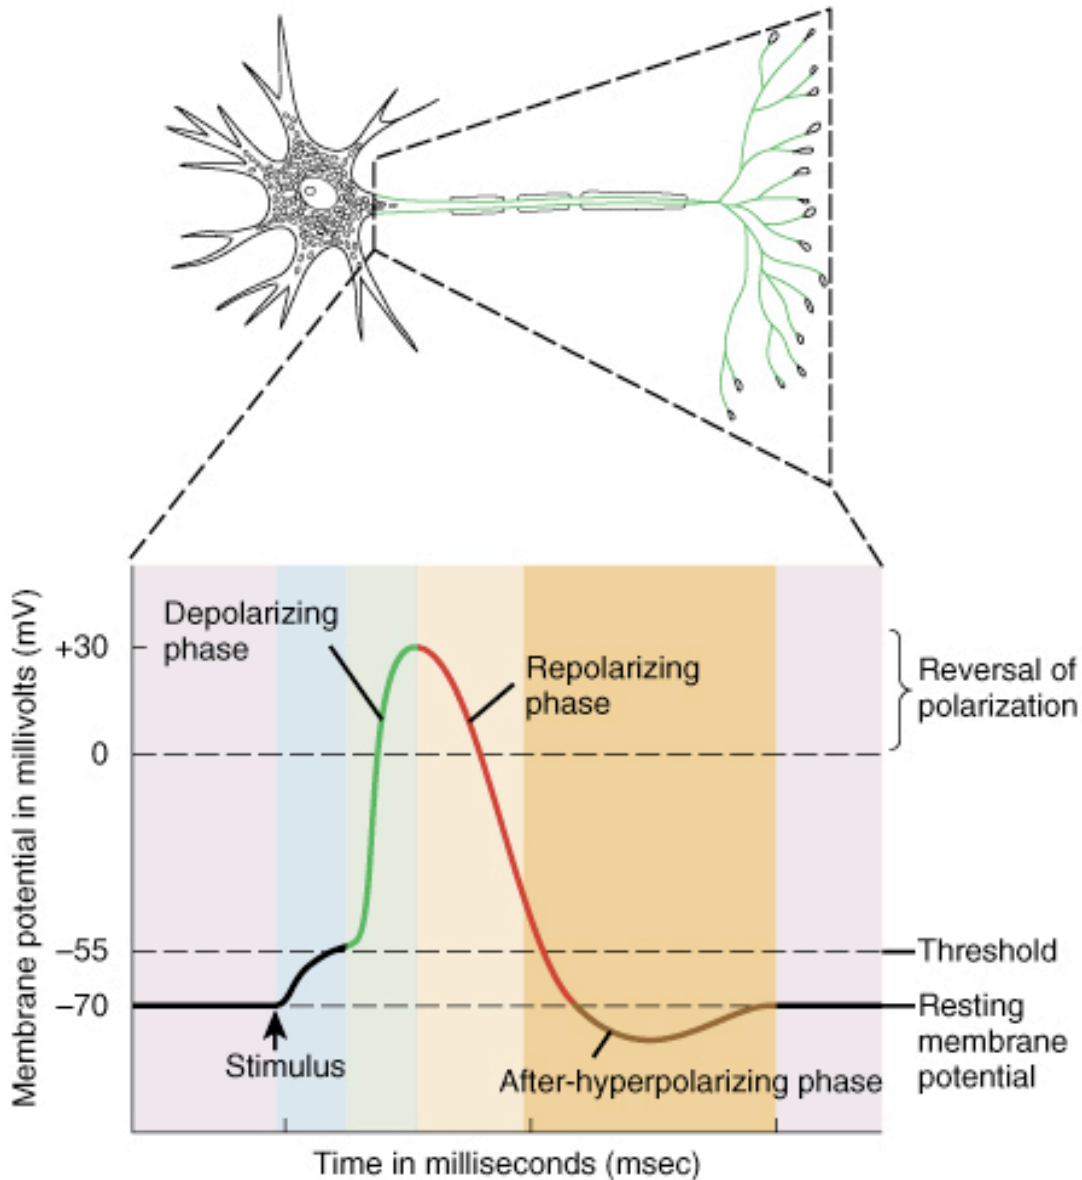 Membrane potential in millivolts (mV)
+30
0
–55
–70
Depolarizing
phase
Repolarizing
phase
Reversal of
polarization
Threshold
Resting
membrane
potential
Stimulus
After-hyperpolarizing phase
Time in milliseconds (msec)